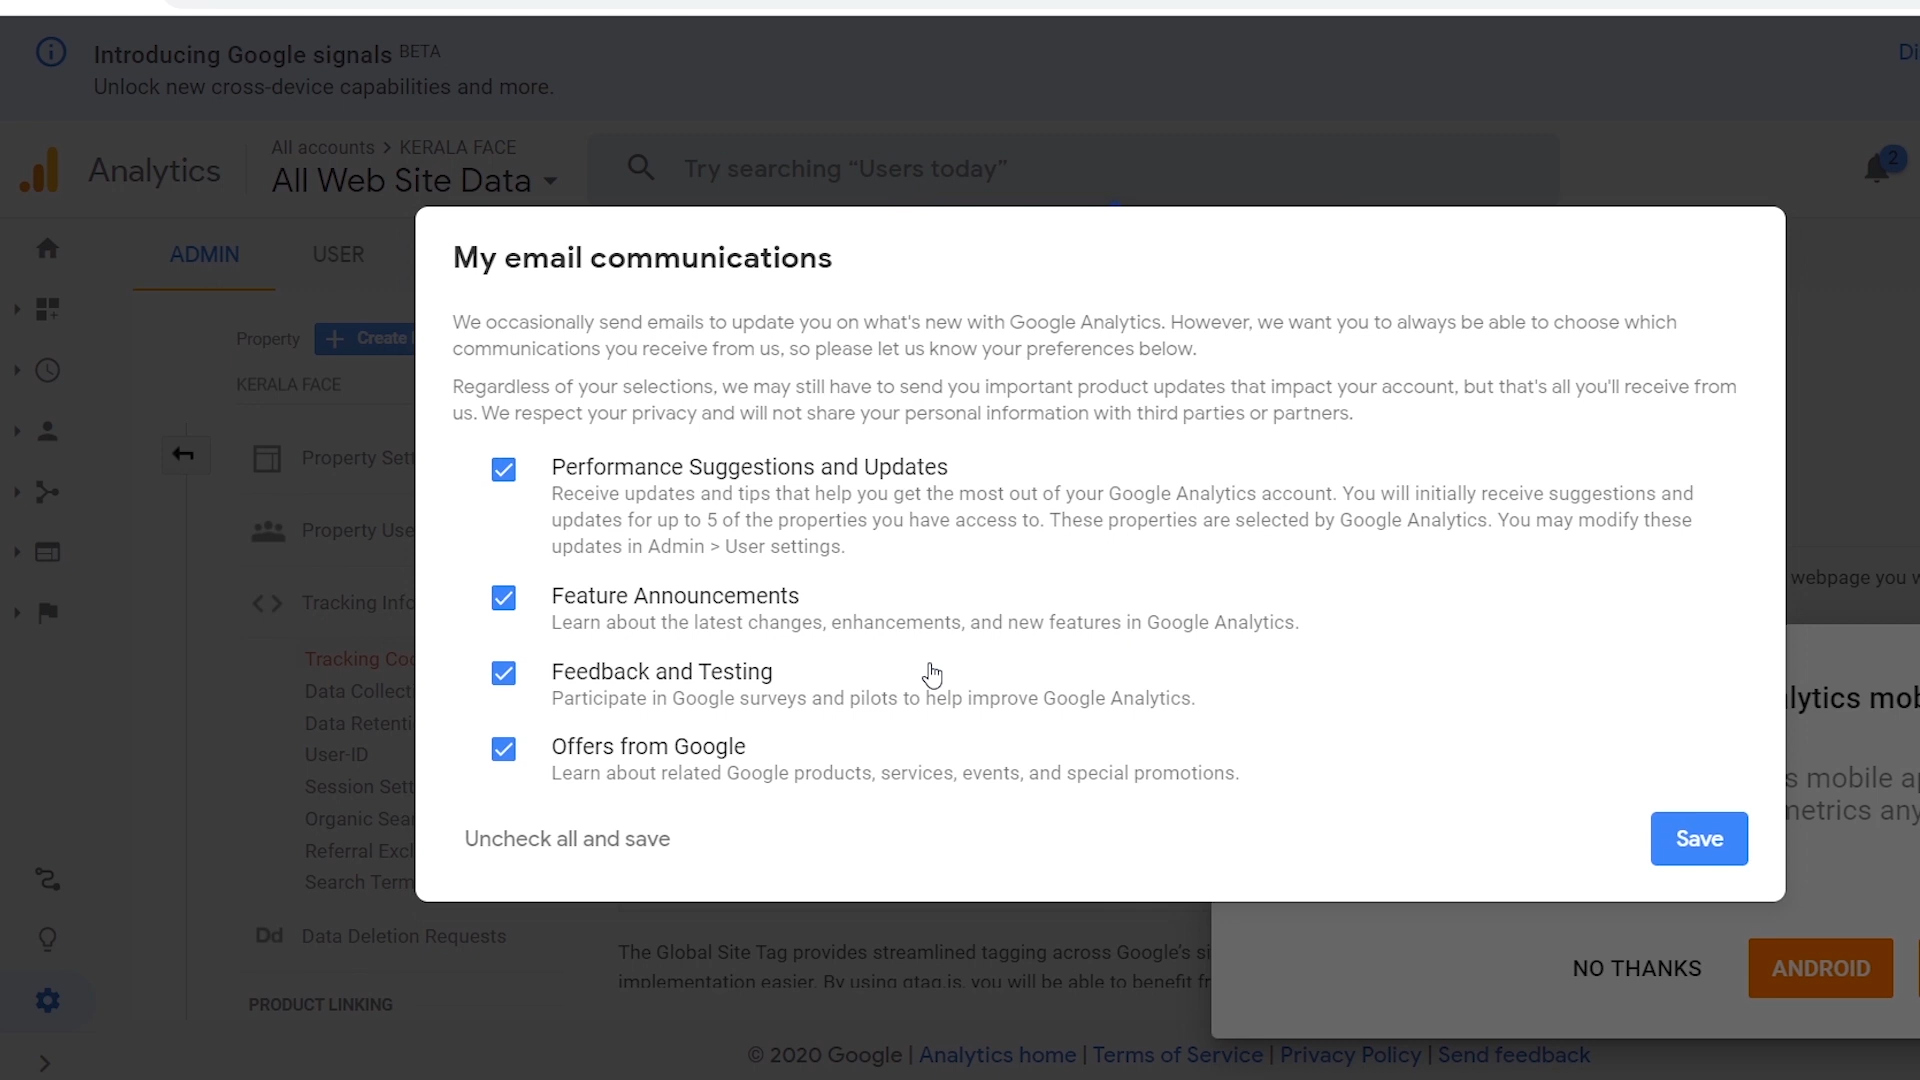 Introducing Google signals BETA
Unlock new cross-device capabilities and more.
Analytics
All accounts > KERALA FACE
All Web Site Data
Try searching “Users today”
2
ADMIN
USER
Property
Create
KERALA FACE
Property Sett
Property Use
Tracking Info
Tracking Coo
Data Collect
Data Retenti
User-ID
Session Sett
Organic Sear
Referral Excl
Search Term
Dd Data Deletion Requests
PRODUCT LINKING
My email communications
We occasionally send emails to update you on what's new with Google Analytics. However, we want you to always be able to choose which
communications you receive from us, so please let us know your preferences below.
Regardless of your selections, we may still have to send you important product updates that impact your account, but that's all you'll receive from
us. We respect your privacy and will not share your personal information with third parties or partners.
Performance Suggestions and Updates
Receive updates and tips that help you get the most out of your Google Analytics account. You will initially receive suggestions and
updates for up to 5 of the properties you have access to. These properties are selected by Google Analytics. You may modify these
updates in Admin > User settings.
Feature Announcements
Learn about the latest changes, enhancements, and new features in Google Analytics.
Feedback and Testing
Participate in Google surveys and pilots to help improve Google Analytics.
Offers from Google
Learn about related Google products, services, events, and special promotions.
Uncheck all and save
Save
webpage you
lytics mob
s mobile
metrics any
The Global Site Tag provides streamlined tagging across Google's si
implementation easier. By using gtag.js, you will be able to benefit fr
NO THANKS
ANDROID
© 2020 Google | Analytics home | Terms of Service | Privacy Policy | Send feedback